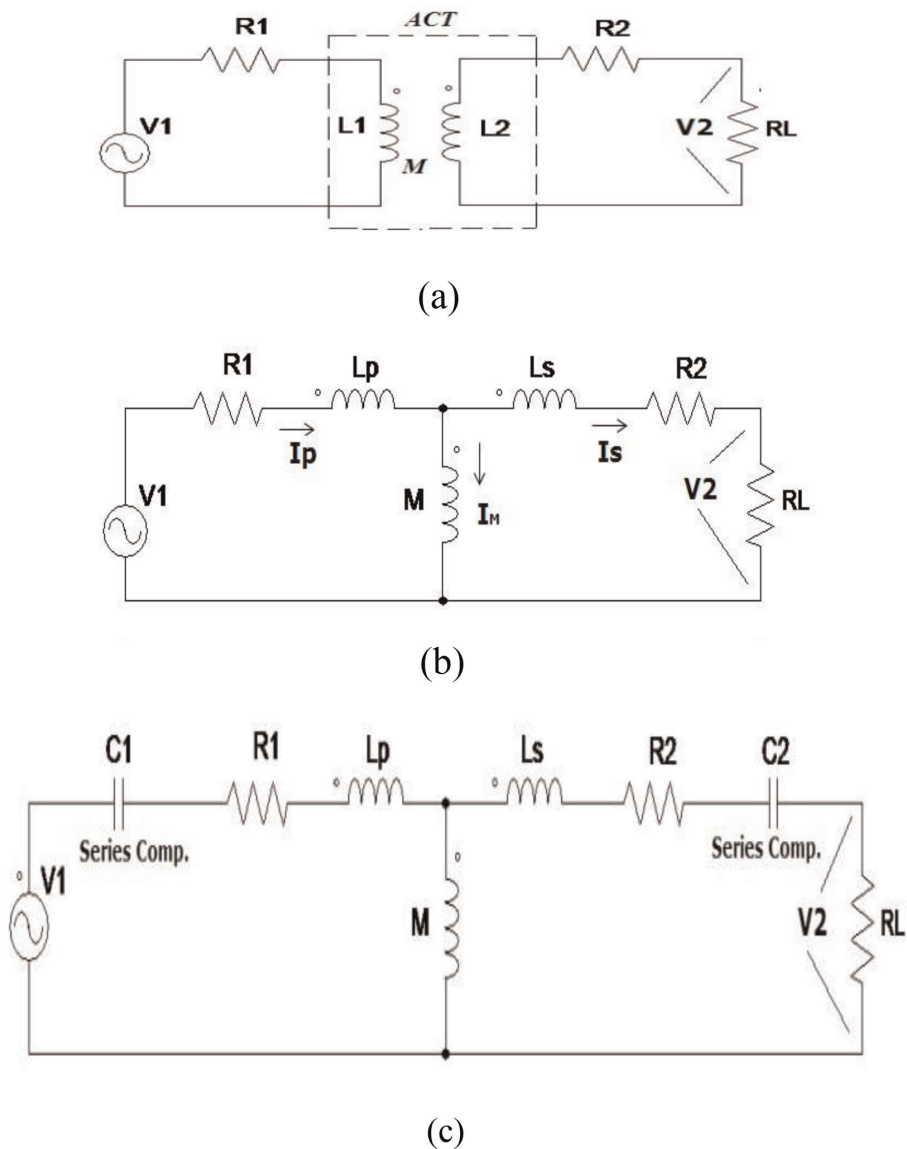 ACT
R1
R2
V1
L1
L2
M
V2
RL
(a)
R1
Lp
Ls
R2
Ip
Is
V1
M
IM
V2
RL
(b)
C1
R1
Lp
Ls
R2
C2
Series Comp.
Series Comp.
V1
M
V2
RL
(c)